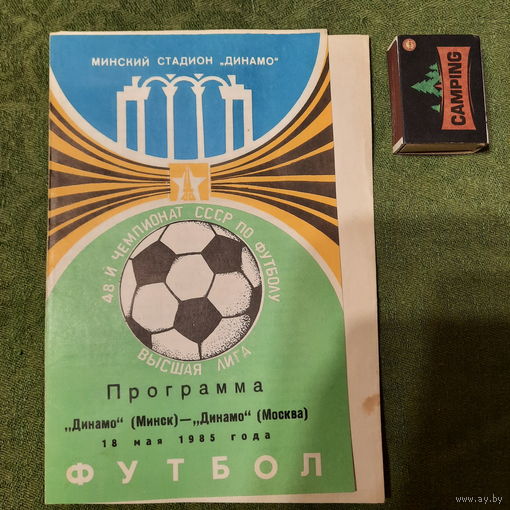 МИНСКИЙ СТАДИОН „ДИНАМО“
48-Й ЧЕМПИОНАТ СССР ПО ФУТБОЛУ
ВЫСШАЯ ЛИГА
Программа
„Динамо“ (Минск)—„Динамо“ (Москва)
18 мая 1985 года
ФУТБОЛ
CAMPING
www.ay.by